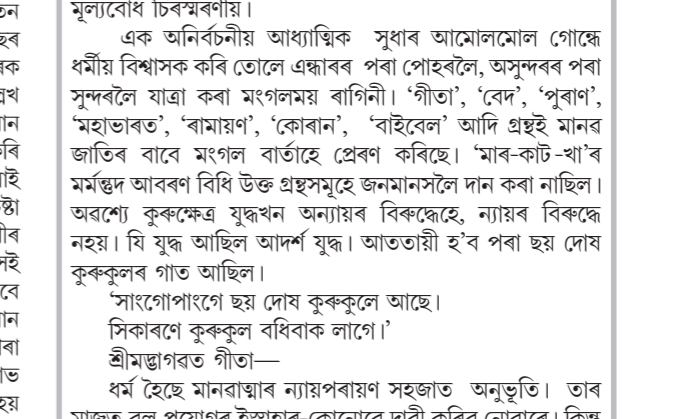 মূল্যবোধ চিৰস্মৰণীয়।
এক অনিৰ্বচনীয় আধ্যাত্মিক সুধাৰ আমোলমোল গোন্ধে
ধৰ্মীয় বিশ্বাসক কৰি তোলে এন্ধাৰৰ পৰা পোহৰলৈ, অসুন্দৰৰ পৰা
সুন্দৰলৈ যাত্ৰা কৰা মংগলময় ৰাগিনী। ‘গীতা’, ‘বেদ’, ‘পুৰাণ’,
‘মহাভাৰত’, ‘ৰামায়ণ’, ‘কোৰান’, ‘বাইবেল’ আদি গ্ৰন্থই মানৱ
জাতিৰ বাবে মংগল বাৰ্তাহে প্ৰেৰণ কৰিছে। ‘মাৰ-কাট-খা’ৰ
মৰ্মন্তুদ আবৰণ বিধি উক্ত গ্ৰন্থসমূহে জনমানসলৈ দান কৰা নাছিল।
অৱশ্যে কুৰুক্ষেত্ৰ যুদ্ধখন অন্যায়ৰ বিৰুদ্ধেহে, ন্যায়ৰ বিৰুদ্ধে
নহয়। যি যুদ্ধ আছিল আদৰ্শ যুদ্ধ। আততায়ী হ’ব পৰা ছয় দোষ
কুৰুকুলৰ গাত আছিল।
‘সাংগোপাংগে ছয় দোষ কুৰুকুলে আছে।
সিকাৰণে কুৰুকুল বধিবাক লাগে।’
শ্ৰীমদ্ভাগৱত গীতা—
ধৰ্ম হৈছে মানৱাত্মাৰ ন্যায়পৰায়ণ সহজাত অনুভূতি। তাৰ